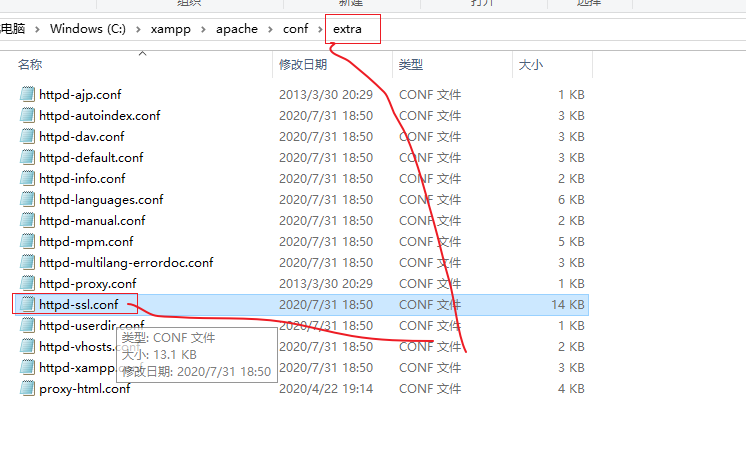 组织 新建 打开 选择
电脑 › Windows (C:) › xampp › apache › conf › extra
名称 修改日期 类型 大小
httpd-ajp.conf 2013/3/30 20:29 CONF 文件 1 KB
httpd-autoindex.conf 2020/7/31 18:50 CONF 文件 3 KB
httpd-dav.conf 2020/7/31 18:50 CONF 文件 3 KB
httpd-default.conf 2020/7/31 18:50 CONF 文件 3 KB
httpd-info.conf 2020/7/31 18:50 CONF 文件 2 KB
httpd-languages.conf 2020/7/31 18:50 CONF 文件 6 KB
httpd-manual.conf 2020/7/31 18:50 CONF 文件 2 KB
httpd-mpm.conf 2020/7/31 18:50 CONF 文件 5 KB
httpd-multilang-errordoc.conf 2020/7/31 18:50 CONF 文件 3 KB
httpd-proxy.conf 2013/3/30 20:29 CONF 文件 1 KB
httpd-ssl.conf 2020/7/31 18:50 CONF 文件 14 KB
httpd-userdir.conf 2020/7/31 18:50 CONF 文件 1 KB
httpd-vhosts.conf 2020/7/31 18:50 CONF 文件 2 KB
httpd-xampp.conf 2020/7/31 18:50 CONF 文件 3 KB
proxy-html.conf 2020/4/22 19:14 CONF 文件 4 KB
类型: CONF 文件
大小: 13.1 KB
修改日期: 2020/7/31 18:50